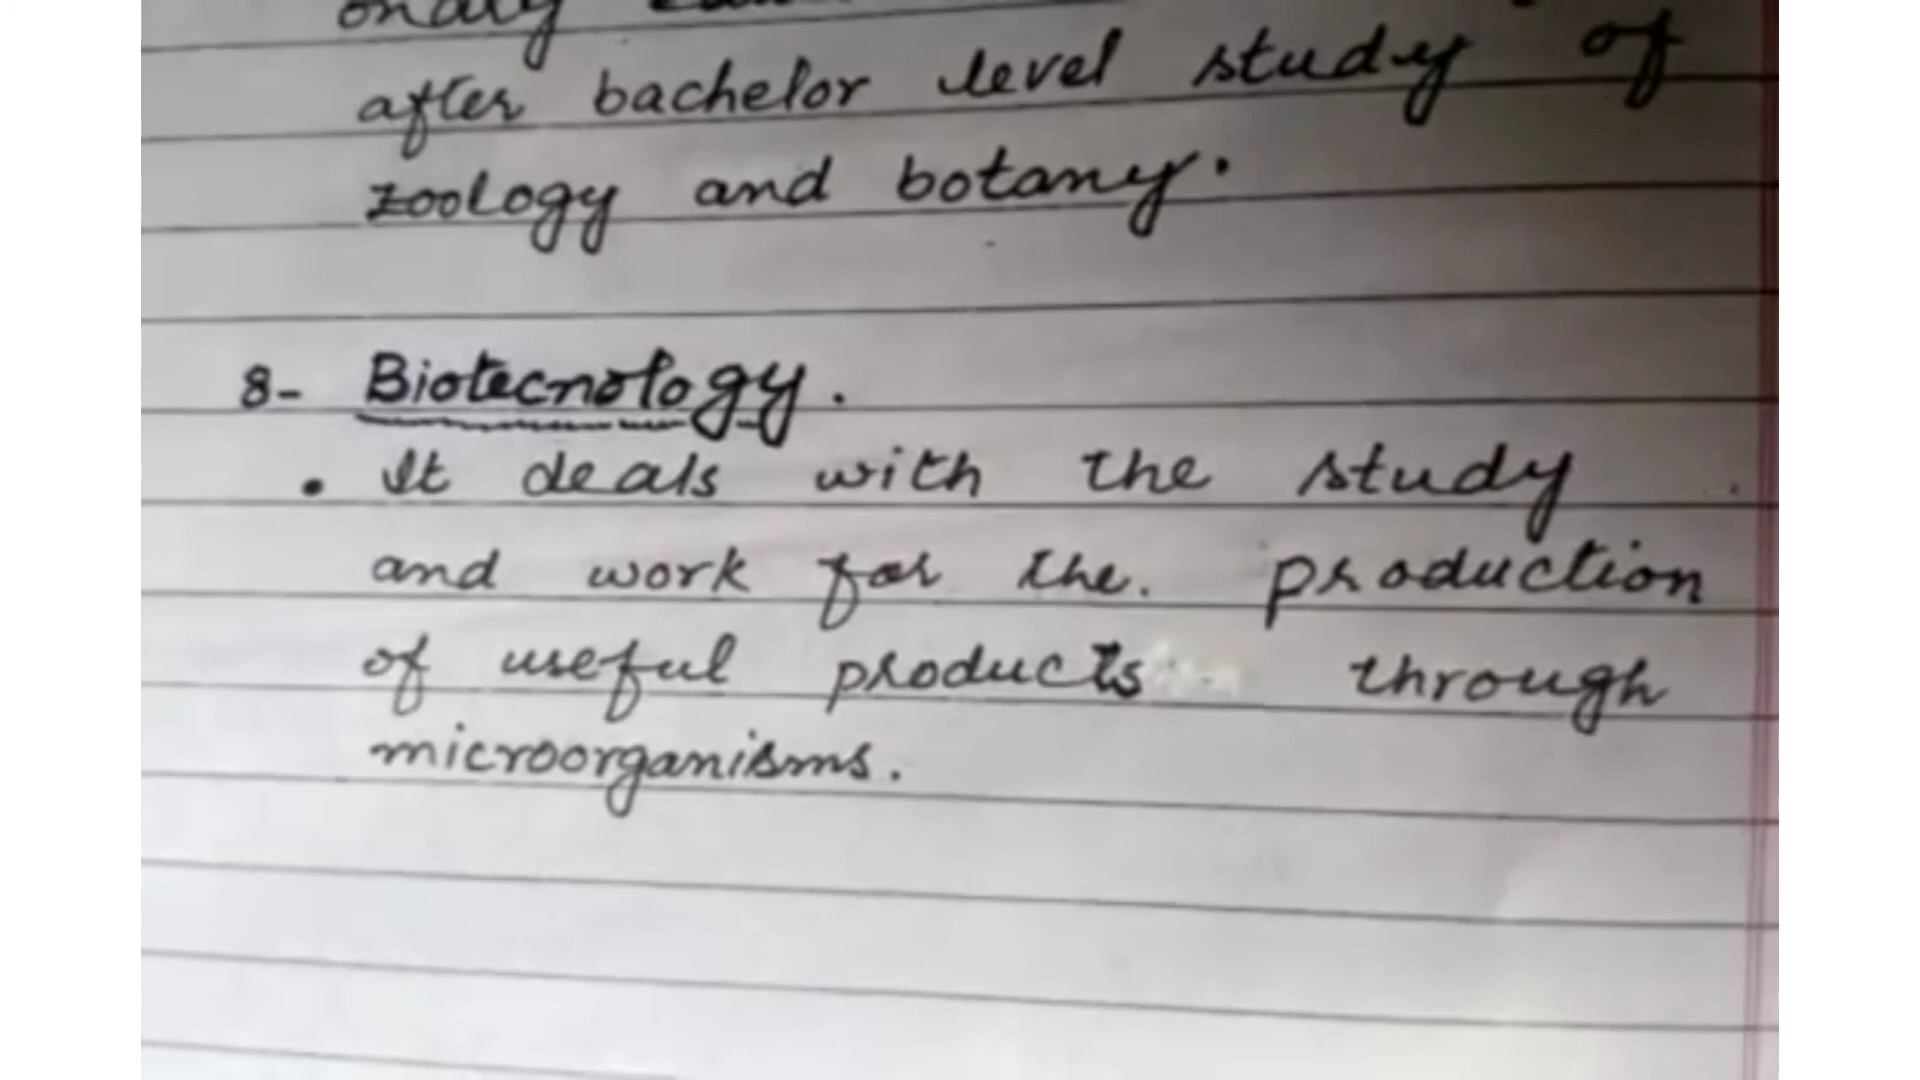 after bachelor level study of
zoology and botany.
8- Biotecnology.
• It deals with the study
and work for the. production
of useful products through
microorganisms.